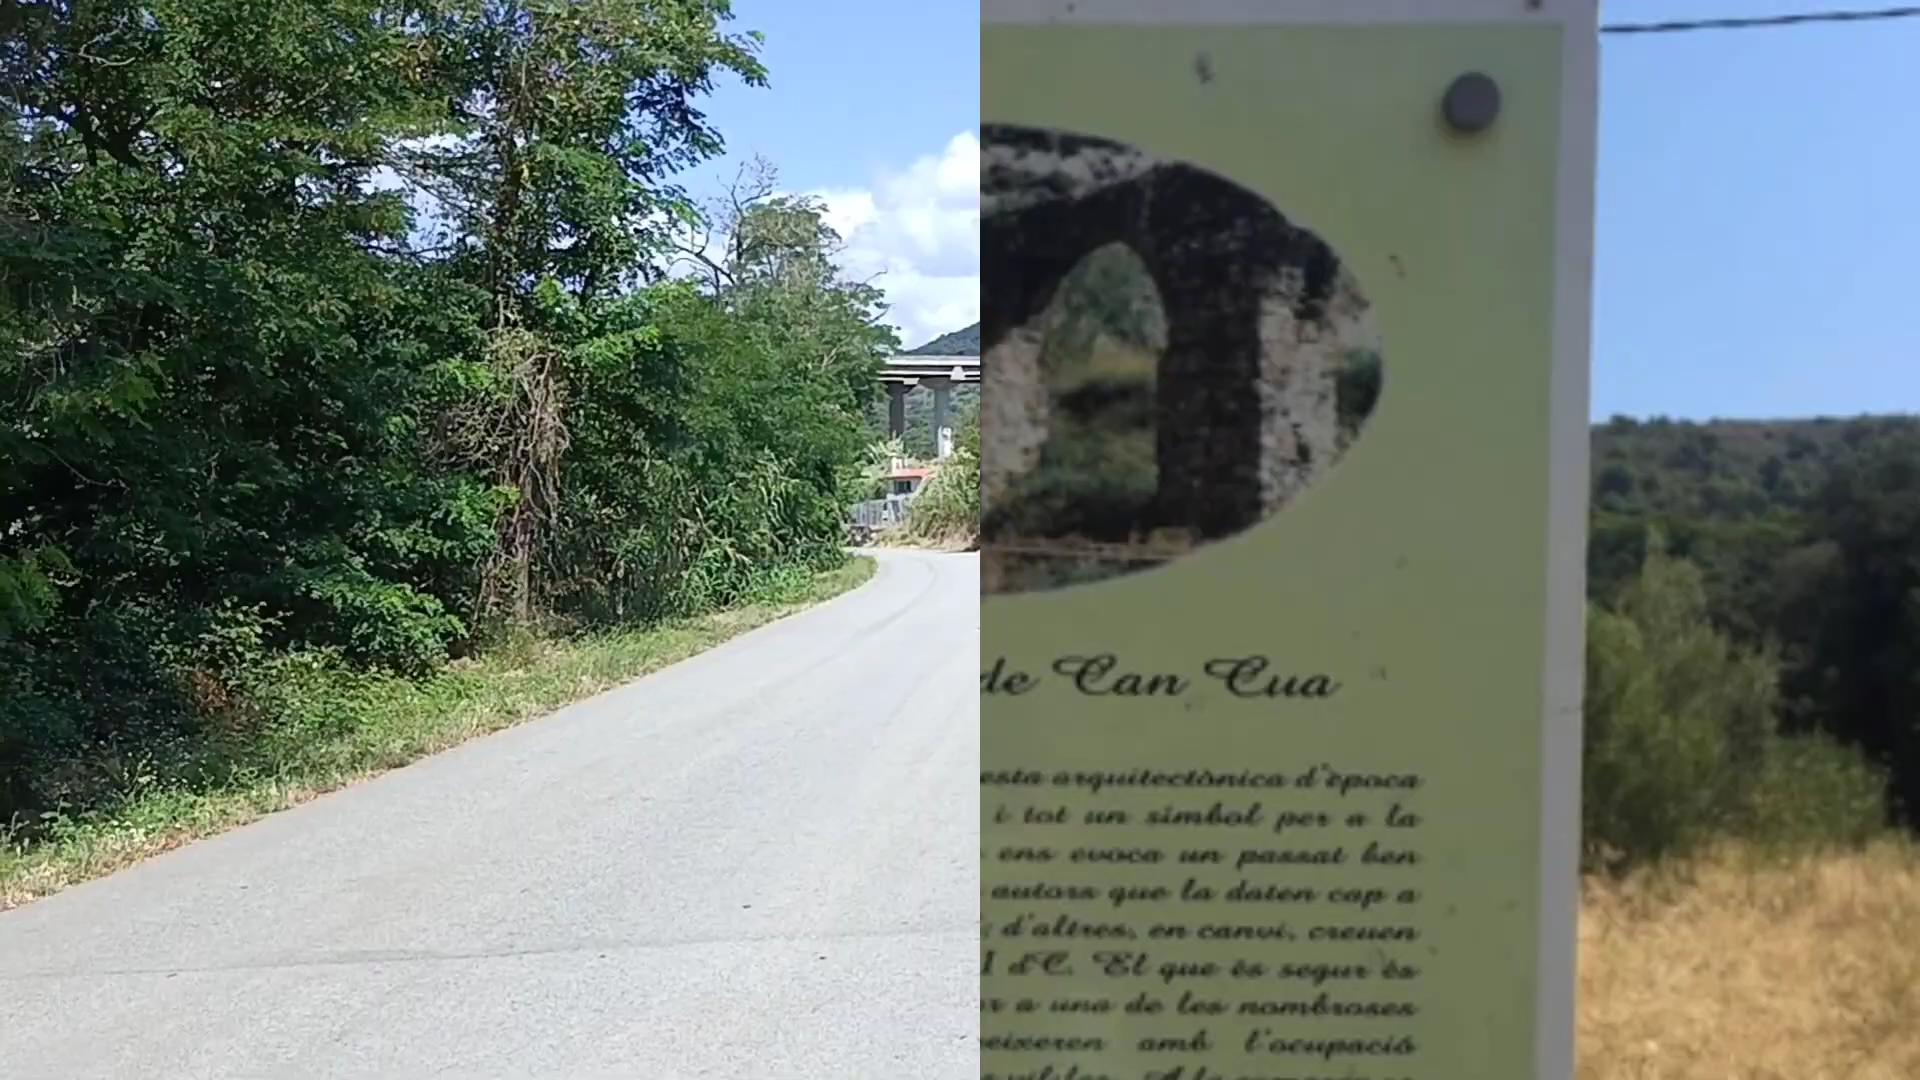 de Can Cua
esta arquitectònica d'època
i tot un símbol per a la
ens evoca un passat ben
autors que la daten cap a
; d'altres, en canvi, creuen
I d'C. El que és segur és
r a una de les nombroses
eixeren amb l'ocupació